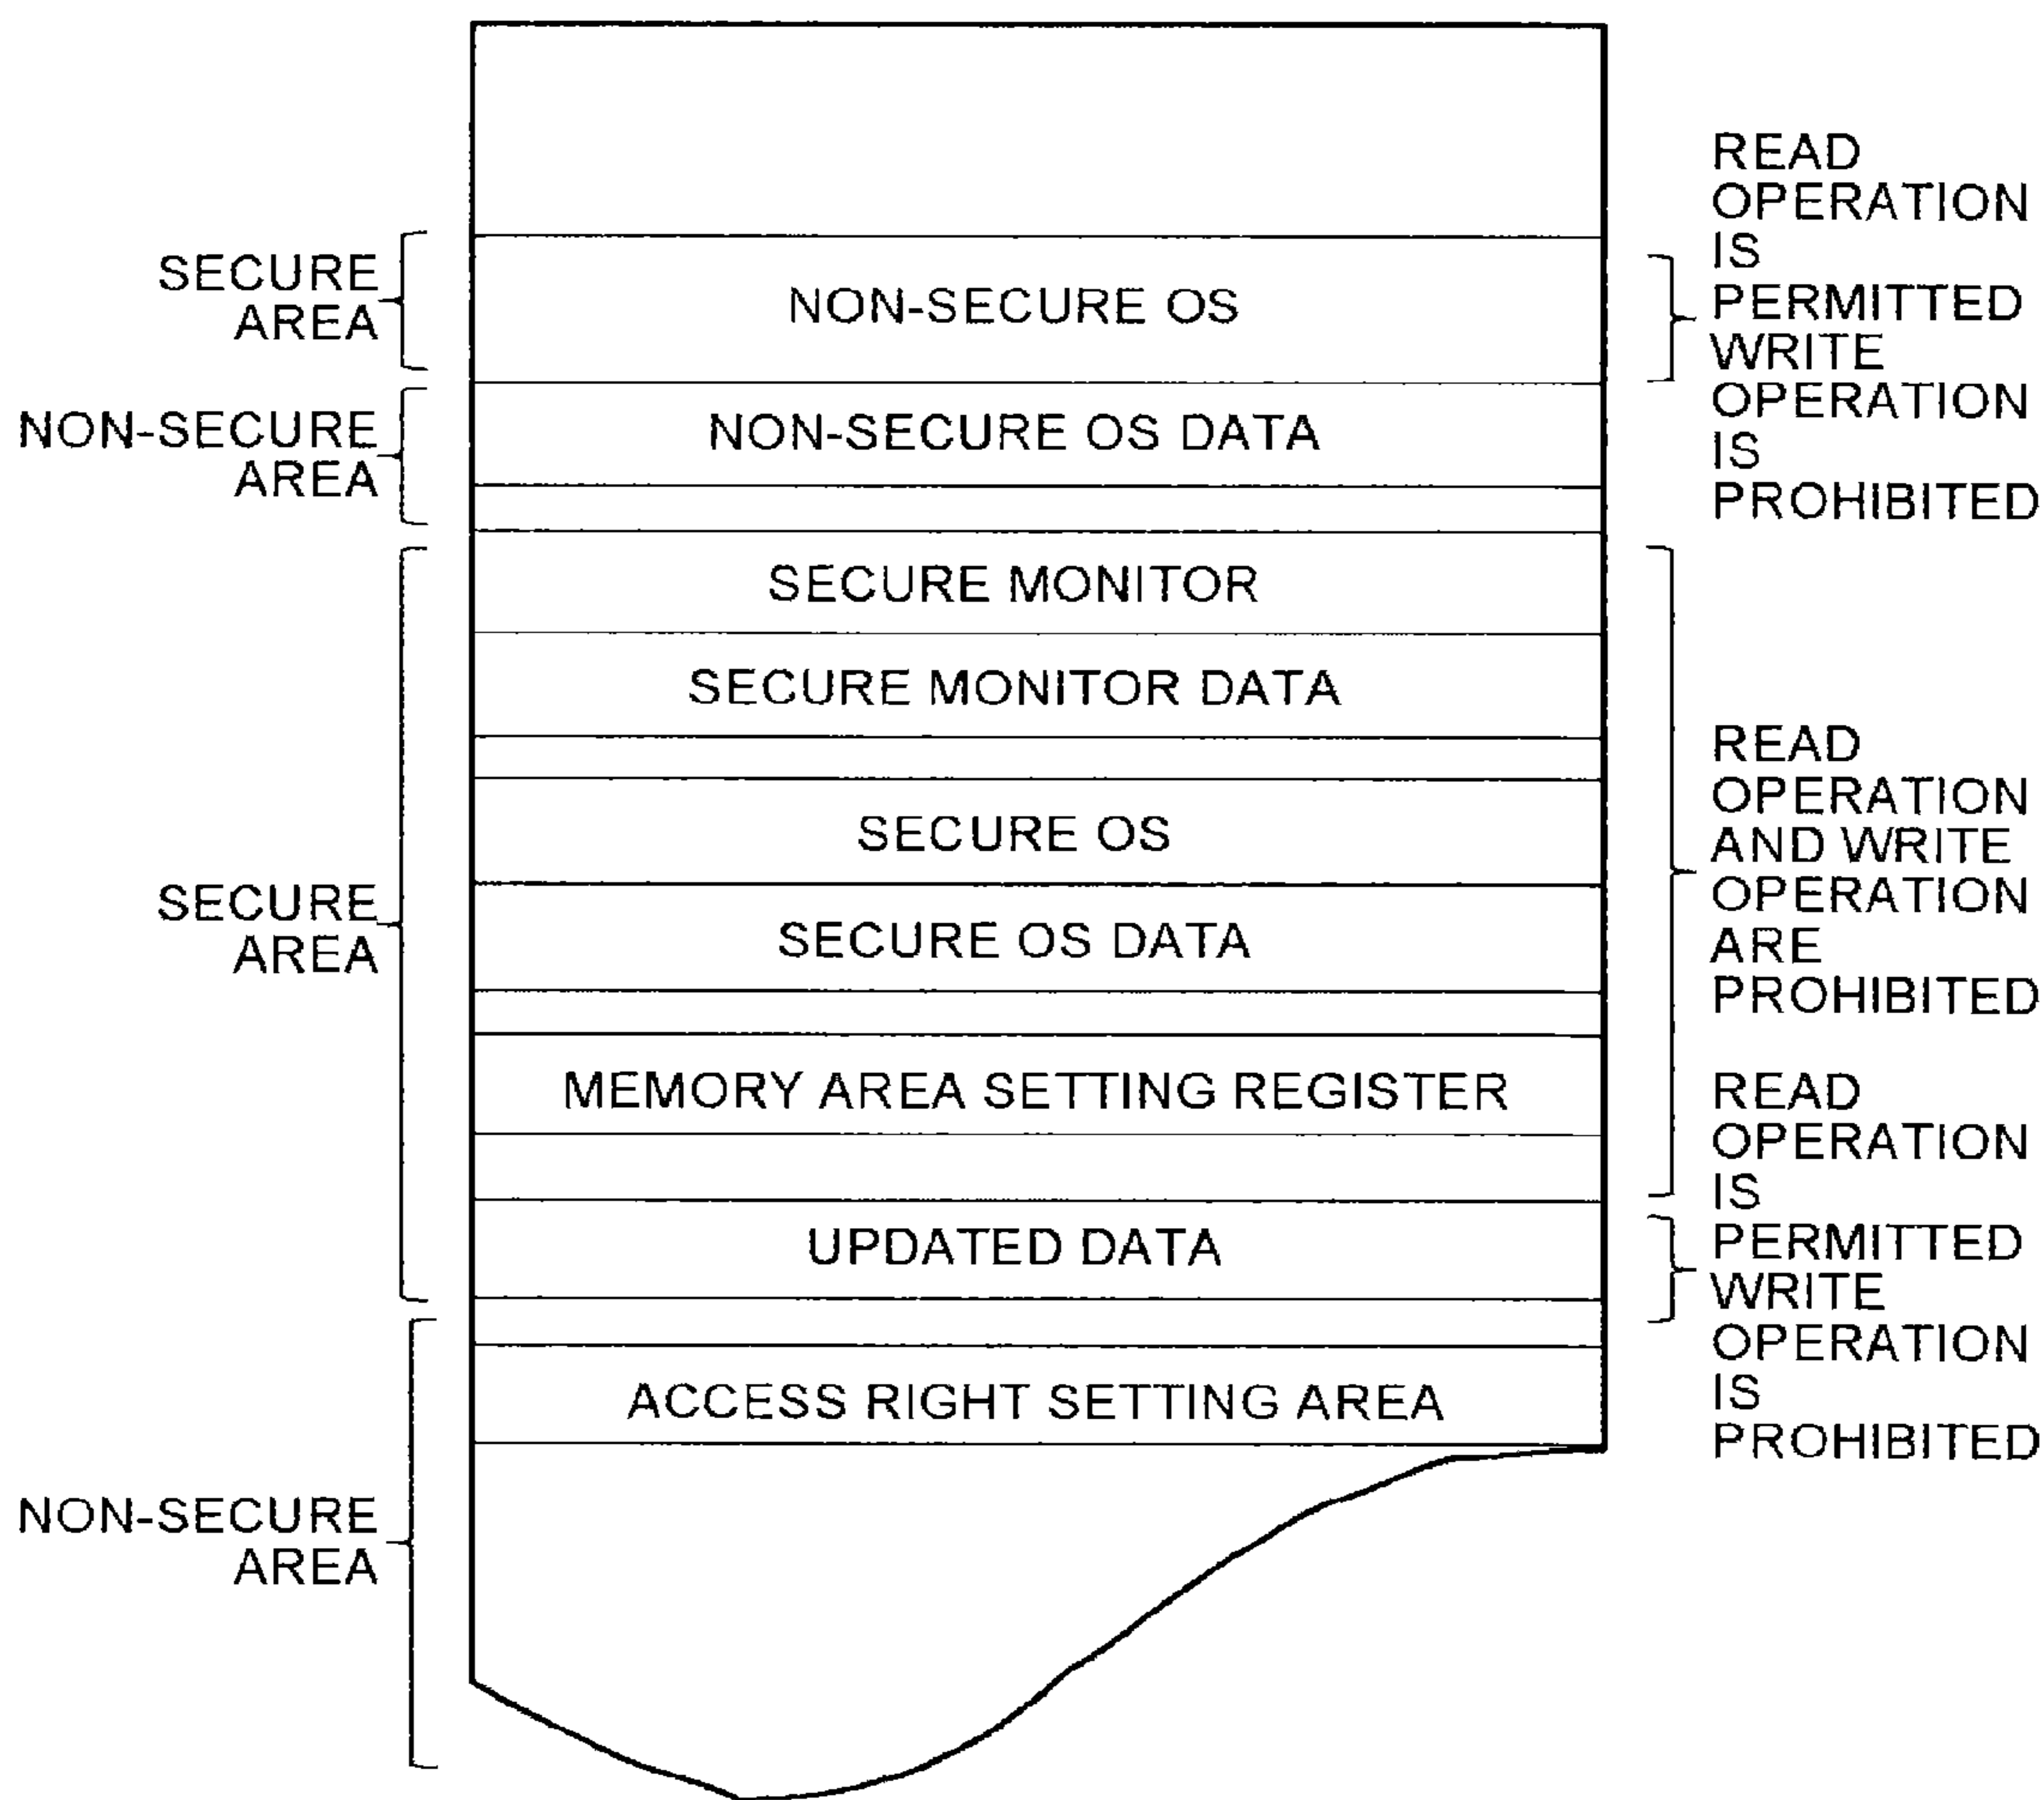 READ
OPERATION
IS
PERMITTED
WRITE
OPERATION
IS
PROHIBITED
SECURE
AREA
NON-SECURE OS
NON-SECURE
AREA
NON-SECURE OS DATA
SECURE MONITOR
SECURE MONITOR DATA
SECURE OS
SECURE
AREA
SECURE OS DATA
READ
OPERATION
AND WRITE
OPERATION
ARE
PROHIBITED
MEMORY AREA SETTING REGISTER
UPDATED DATA
READ
OPERATION
IS
PERMITTED
WRITE
OPERATION
IS
PROHIBITED
ACCESS RIGHT SETTING AREA
NON-SECURE
AREA